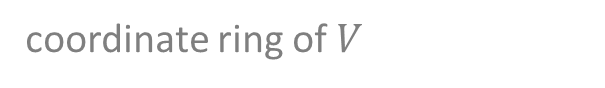 coordinate ring of V